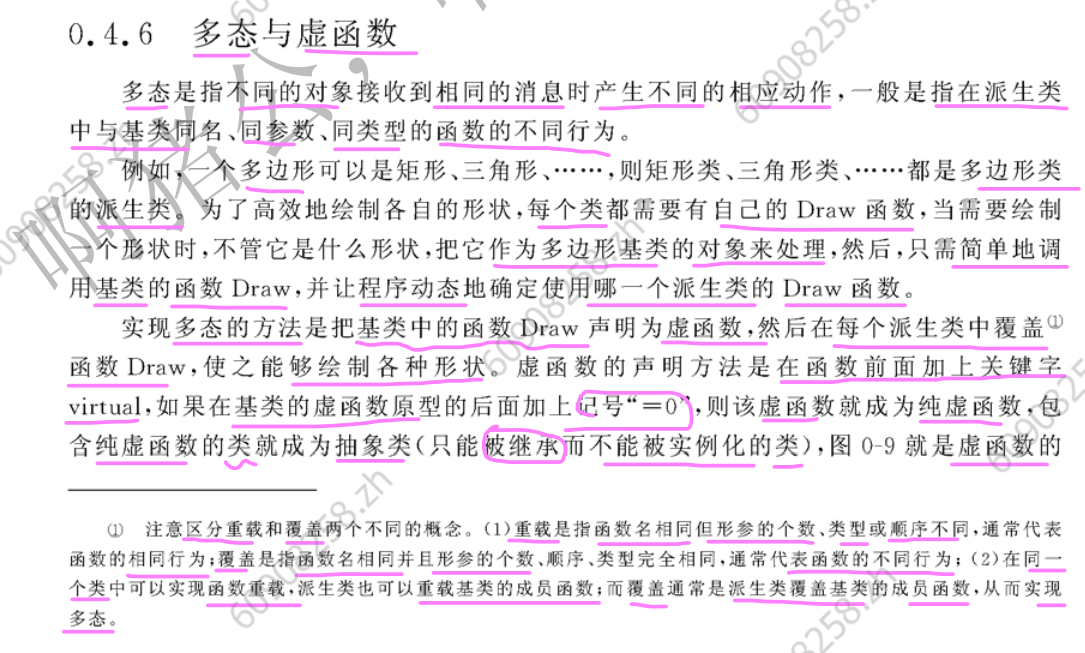 0.4.6 多态与虚函数
多态是指不同的对象接收到相同的消息时产生不同的相应动作,一般是指在派生类
中与基类同名、同参数、同类型的函数的不同行为。
例如,一个多边形可以是矩形、三角形、……,则矩形类、三角形类、……都是多边形类
的派生类。为了高效地绘制各自的形状,每个类都需要有自己的 Draw 函数,当需要绘制
一个形状时,不管它是什么形状,把它作为多边形基类的对象来处理,然后,只需简单地调
用基类的函数 Draw,并让程序动态地确定使用哪一个派生类的 Draw 函数。
实现多态的方法是把基类中的函数 Draw 声明为虚函数,然后在每个派生类中覆盖①
函数 Draw,使之能够绘制各种形状。虚函数的声明方法是在函数前面加上关键字
virtual,如果在基类的虚函数原型的后面加上记号“=0”,则该虚函数就成为纯虚函数,包
含纯虚函数的类就成为抽象类(只能被继承而不能被实例化的类),图 0-9 就是虚函数的
① 注意区分重载和覆盖两个不同的概念。(1)重载是指函数名相同但形参的个数、类型或顺序不同,通常代表
函数的相同行为;覆盖是指函数名相同并且形参的个数、顺序、类型完全相同,通常代表函数的不同行为;(2)在同一
个类中可以实现函数重载,派生类也可以重载基类的成员函数;而覆盖通常是派生类覆盖基类的成员函数,从而实现
多态。